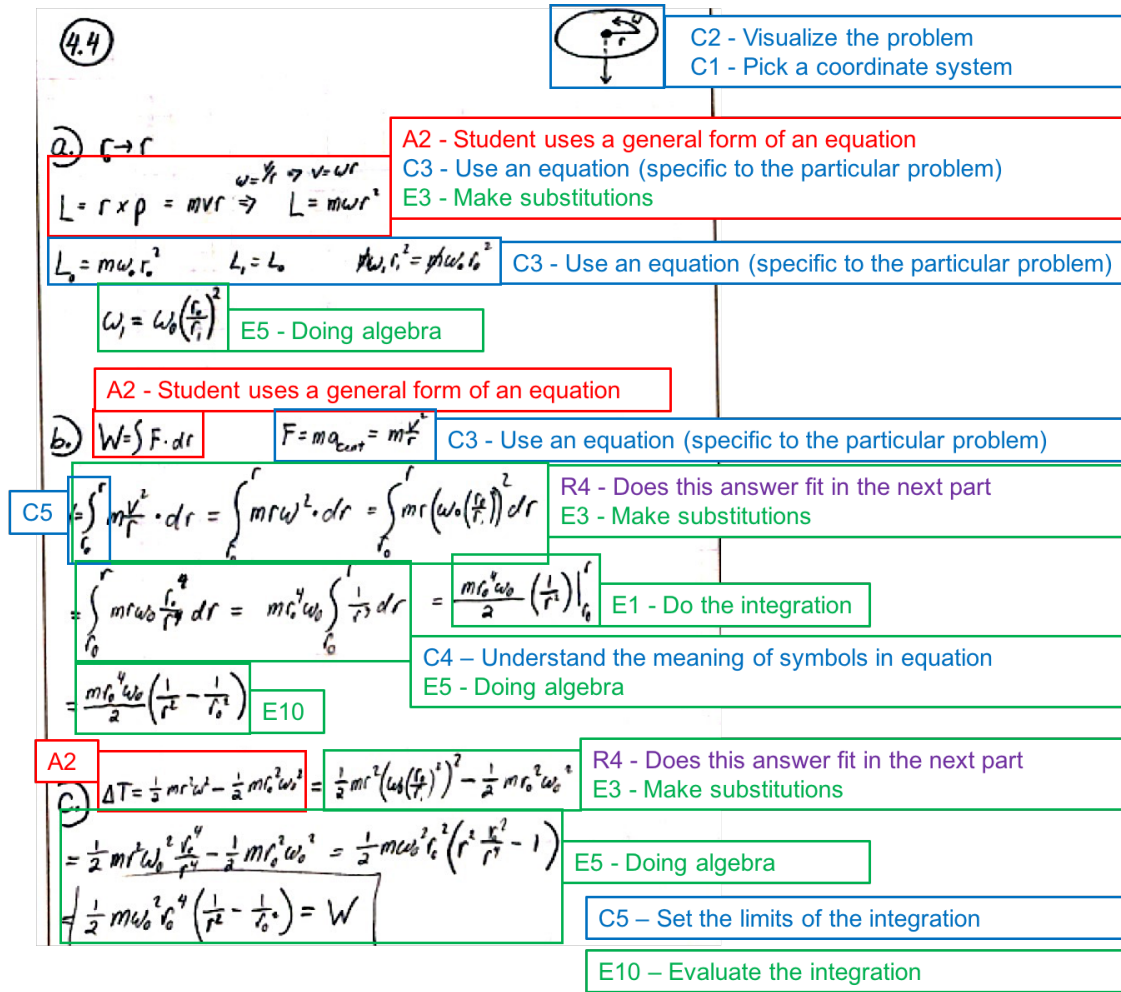 4.4
ω
r
C2 - Visualize the problem
C1 - Pick a coordinate system
a.) r₀→r
A2 - Student uses a general form of an equation
C3 - Use an equation (specific to the particular problem)
E3 - Make substitutions
ω=v/r ⇒ v=ωr
L = r × p = mvr ⇒ L = mωr²
L₀ = mω₀r₀² L₁ = L₀ mω₁r₁² = mω₀r₀²
C3 - Use an equation (specific to the particular problem)
ω₁ = ω₀(r₀/r₁)²
E5 - Doing algebra
A2 - Student uses a general form of an equation
b.) W=∫F·dr F=ma_cent = m v²/r
C3 - Use an equation (specific to the particular problem)
C5
=∫_{r₀}^{r} m v²/r · dr = ∫_{r₀}^{r} mrω²·dr = ∫_{r₀}^{r} mr(ω₀(r₀/r₁))² dr
R4 - Does this answer fit in the next part
E3 - Make substitutions
=∫_{r₀}^{r} mrω₀ r₀⁴/r⁴ dr = mr₀⁴ω₀ ∫_{r₀}^{r} 1/r³ dr = mr₀⁴ω₀/2 (1/r²)|_{r₀}^{r}
E1 - Do the integration
C4 – Understand the meaning of symbols in equation
E5 - Doing algebra
= mr₀⁴ω₀/2 (1/r² − 1/r₀²)
E10
A2
c.) ΔT = ½mr²ω² − ½mr₀²ω₀² = ½mr²(ω₀(r₀/r₁)²)² − ½mr₀²ω₀²
R4 - Does this answer fit in the next part
E3 - Make substitutions
= ½mr²ω₀² r₀⁴/r⁴ − ½mr₀²ω₀² = ½mω₀²r₀²(r² r₀²/r⁴ − 1)
E5 - Doing algebra
= ½mω₀²r₀⁴(1/r² − 1/r₀²) = W
C5 – Set the limits of the integration
E10 – Evaluate the integration